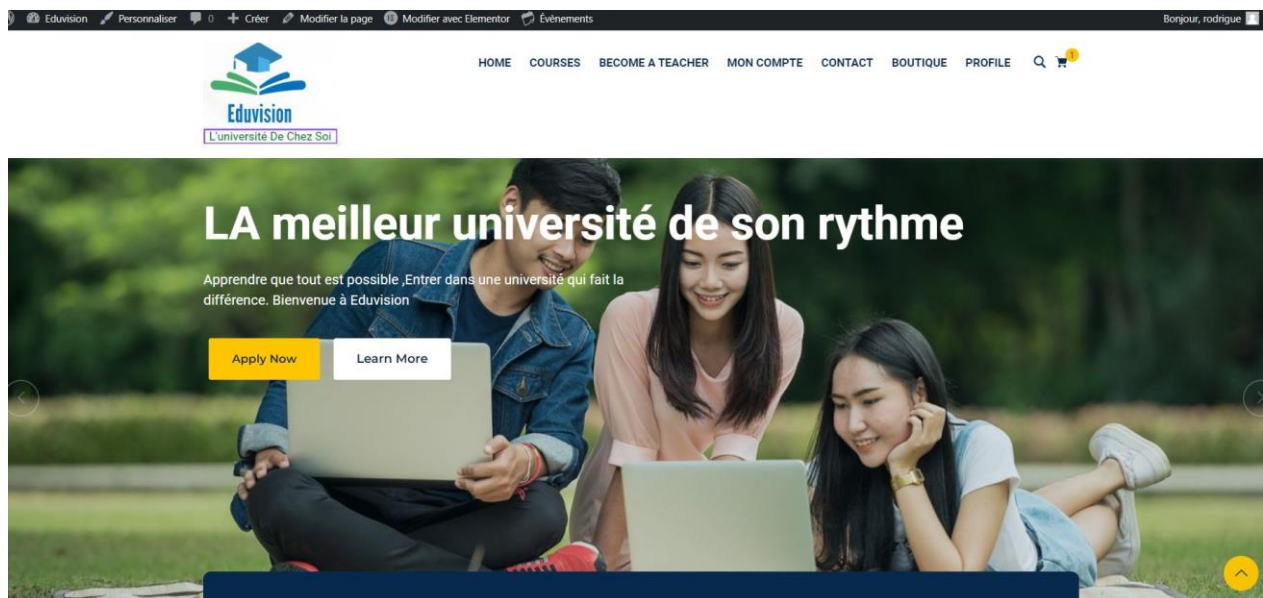 Eduvision Personnaliser 0 + Créer Modifier la page Modifier avec Elementor Évènements Bonjour, rodrigue
HOME COURSES BECOME A TEACHER MON COMPTE CONTACT BOUTIQUE PROFILE 1
Eduvision
L'université De Chez Soi
LA meilleur université de son rythme
Apprendre que tout est possible ,Entrer dans une université qui fait la
différence. Bienvenue à Eduvision
Apply Now Learn More